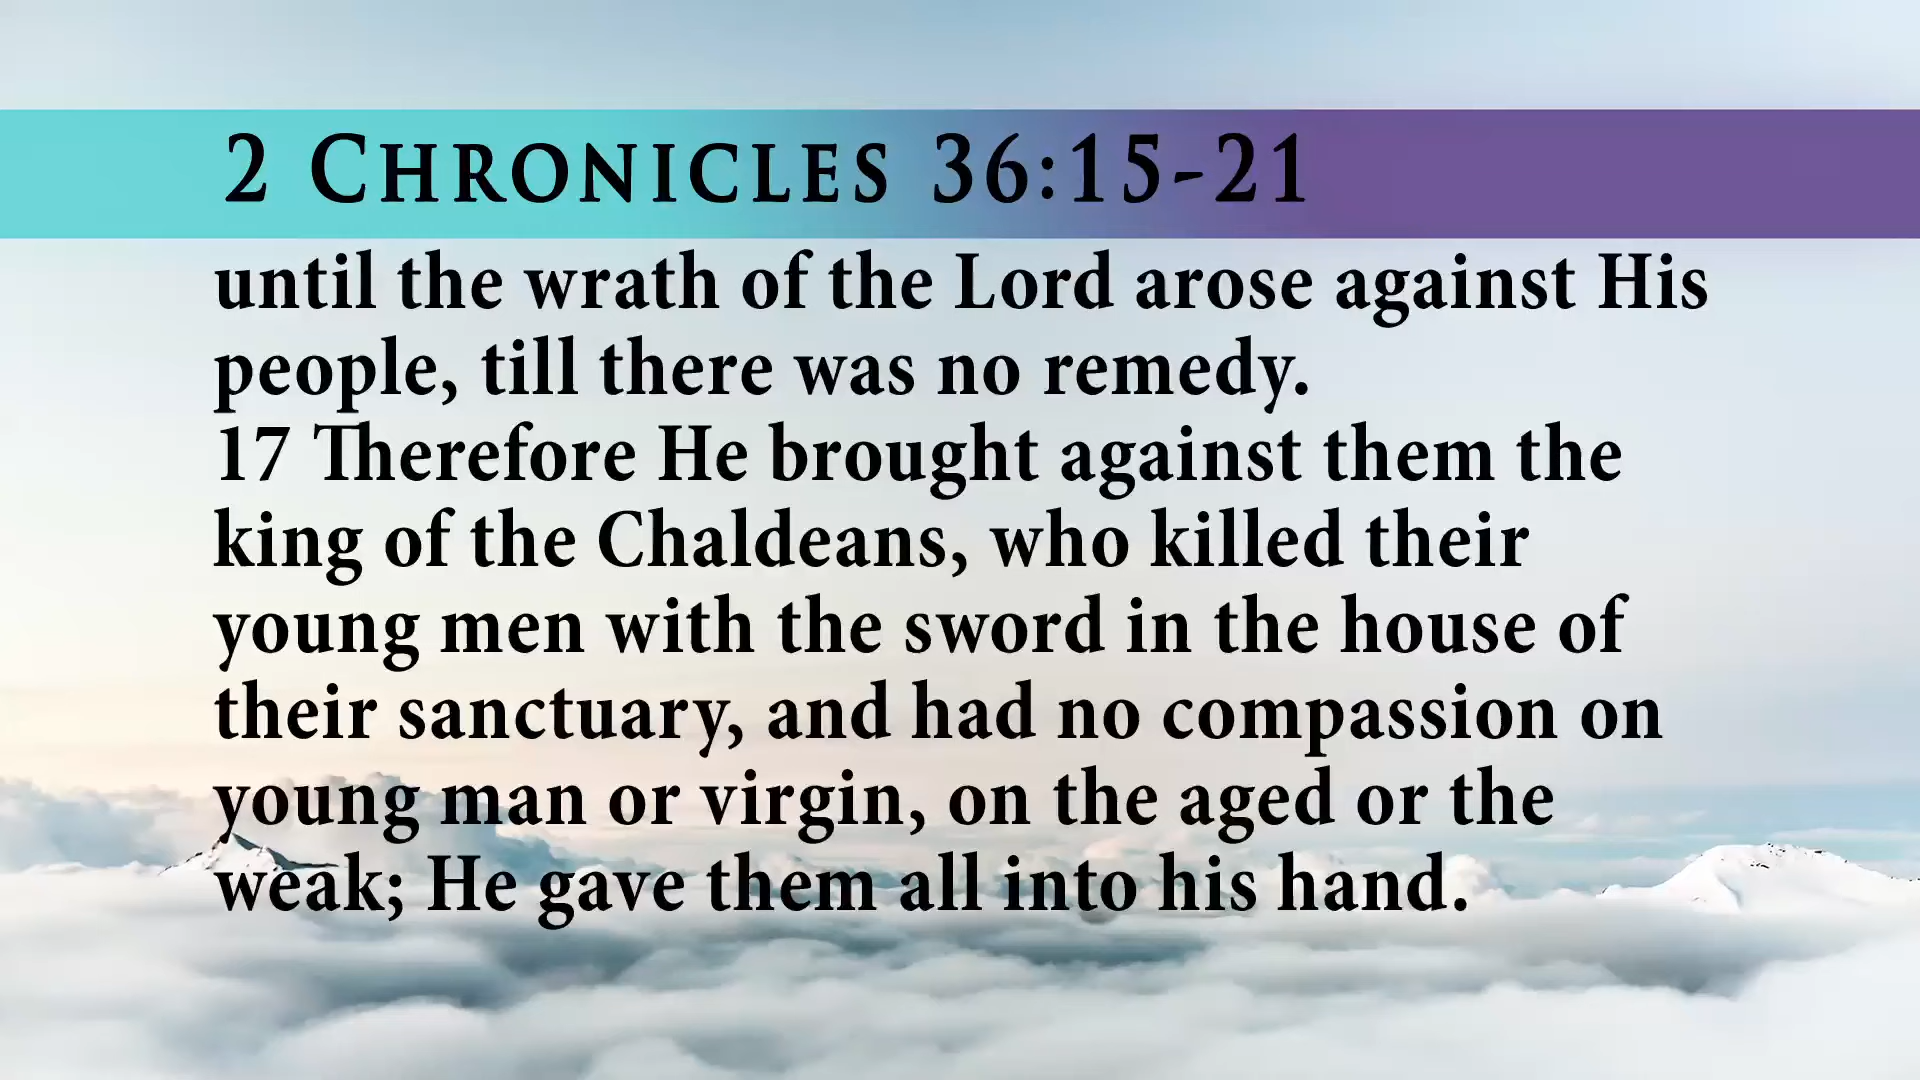 2 Chronicles 36:15-21
until the wrath of the Lord arose against His
people, till there was no remedy.
17 Therefore He brought against them the
king of the Chaldeans, who killed their
young men with the sword in the house of
their sanctuary, and had no compassion on
young man or virgin, on the aged or the
weak; He gave them all into his hand.